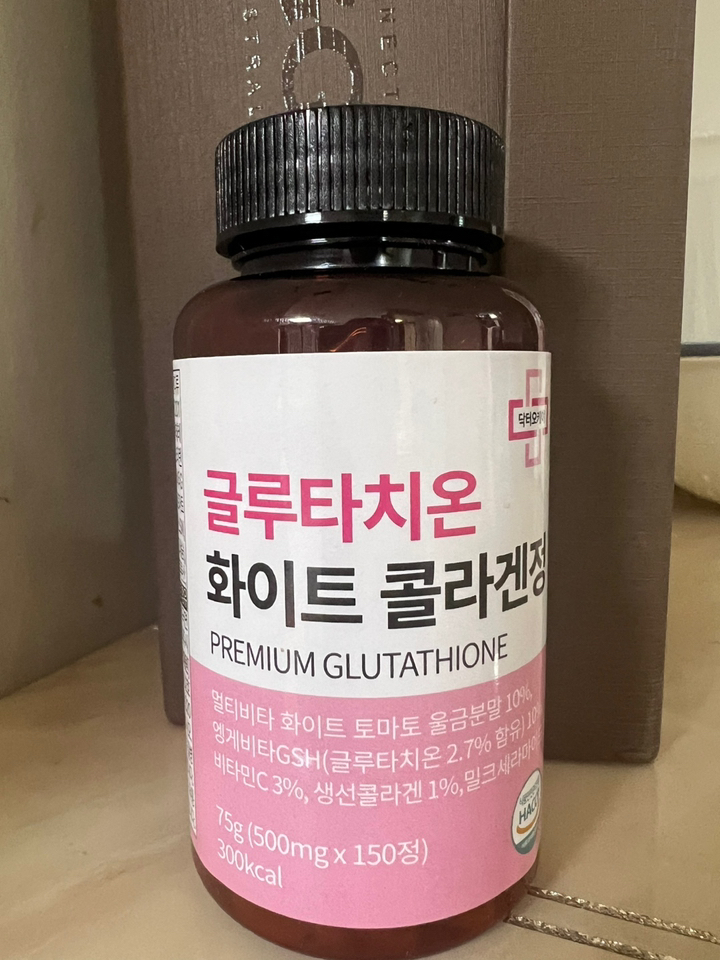 닥터오
글루타치온
화이트 콜라겐정
PREMIUM GLUTATHIONE
멀티비타 화이트 토마토 울금분말 10%,
엥게비타GSH(글루타치온 2.7% 함유) 10%
비타민C 3%, 생선콜라겐 1%, 밀크세라마이
75g (500mg x 150정)
300kcal
HACC